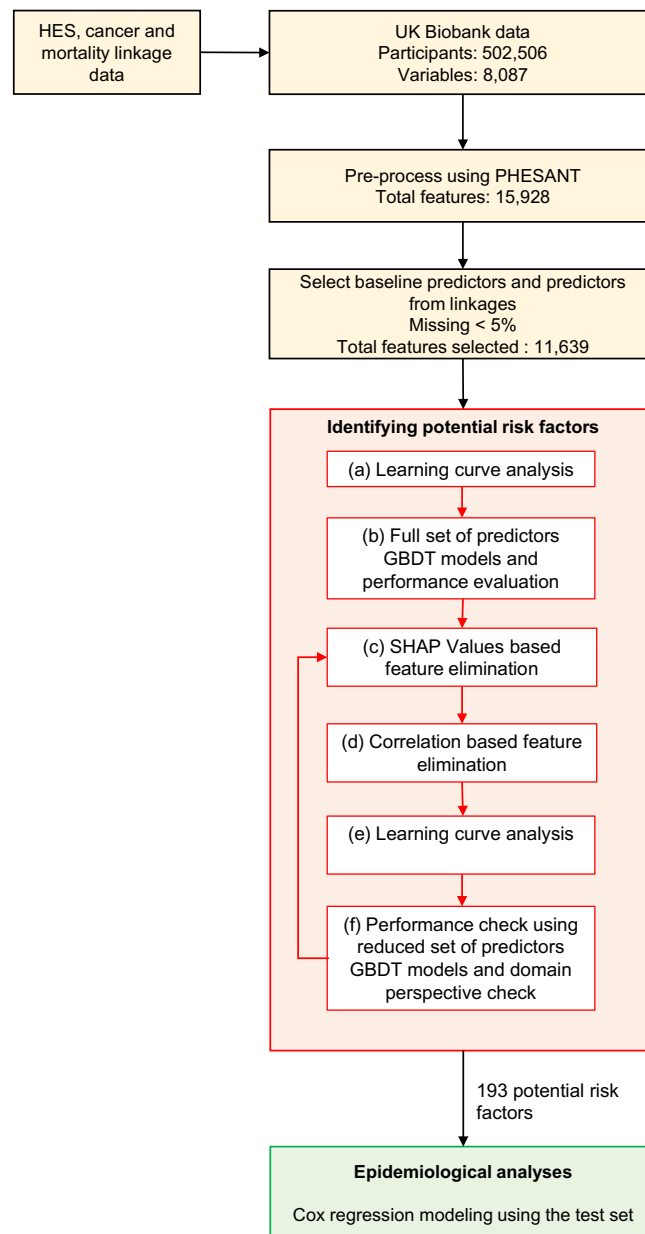 HES, cancer and
mortality linkage
data
UK Biobank data
Participants: 502,506
Variables: 8,087
Pre-process using PHESANT
Total features: 15,928
Select baseline predictors and predictors
from linkages
Missing < 5%
Total features selected : 11,639
Identifying potential risk factors
(a) Learning curve analysis
(b) Full set of predictors
GBDT models and
performance evaluation
(c) SHAP Values based
feature elimination
(d) Correlation based feature
elimination
(e) Learning curve analysis
(f) Performance check using
reduced set of predictors
GBDT models and domain
perspective check
193 potential risk
factors
Epidemiological analyses
Cox regression modeling using the test set